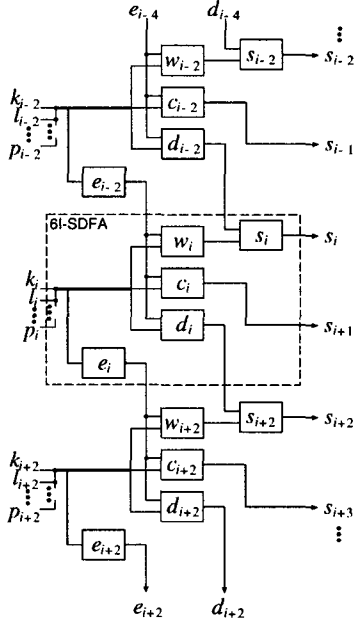 e_{i-4} d_{i-4}
w_{i-2} s_{i-2} s_{i-2}
k_{i-2} c_{i-2}
l_{i-2}
p_{i-2} d_{i-2} s_{i-1}
e_{i-2}
6I-SDFA
w_i s_i s_i
k_i c_i
l_i
p_i d_i s_{i+1}
e_i
w_{i+2} s_{i+2} s_{i+2}
k_{i+2} c_{i+2}
l_{i+2}
p_{i+2} d_{i+2} s_{i+3}
e_{i+2}
e_{i+2} d_{i+2}